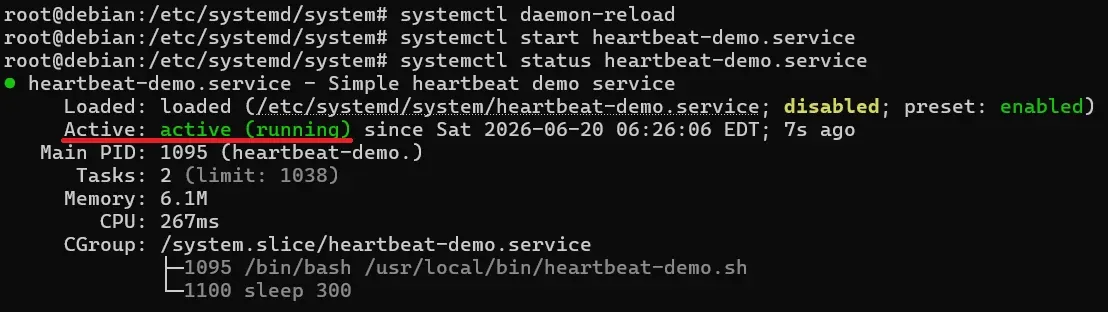 root@debian:/etc/systemd/system# systemctl daemon-reload
root@debian:/etc/systemd/system# systemctl start heartbeat-demo.service
root@debian:/etc/systemd/system# systemctl status heartbeat-demo.service
● heartbeat-demo.service - Simple heartbeat demo service
     Loaded: loaded (/etc/systemd/system/heartbeat-demo.service; disabled; preset: enabled)
     Active: active (running) since Sat 2026-06-20 06:26:06 EDT; 7s ago
   Main PID: 1095 (heartbeat-demo.)
      Tasks: 2 (limit: 1038)
     Memory: 6.1M
        CPU: 267ms
     CGroup: /system.slice/heartbeat-demo.service
             ├─1095 /bin/bash /usr/local/bin/heartbeat-demo.sh
             └─1100 sleep 300